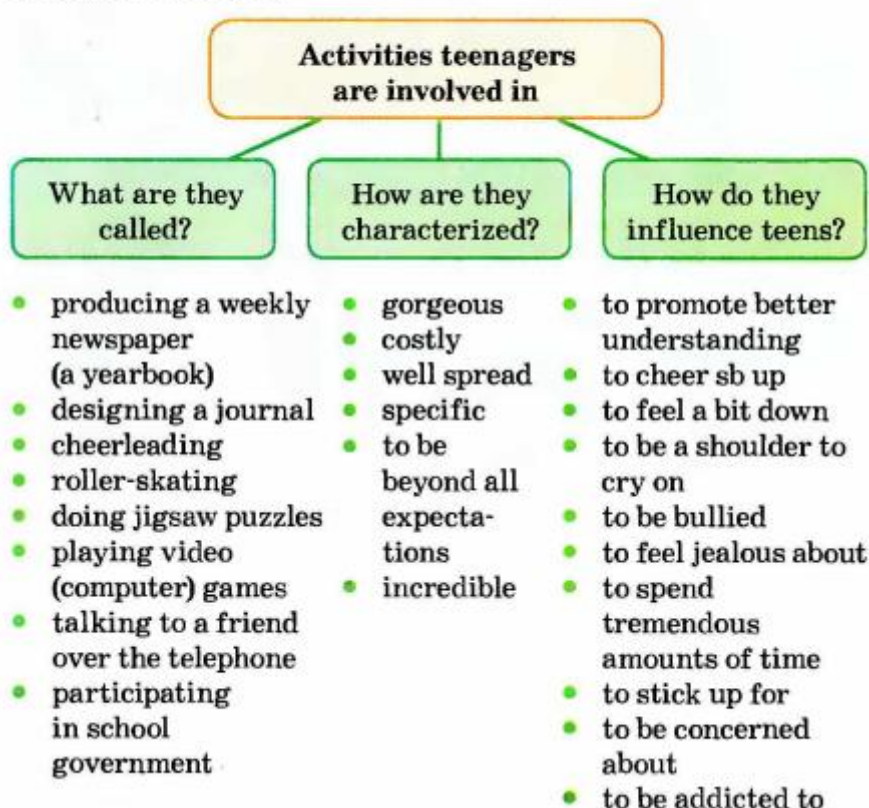 Activities teenagers
are involved in
What are they
called?
How are they
characterized?
How do they
influence teens?
producing a weekly
newspaper
(a yearbook)
designing a journal
cheerleading
roller-skating
doing jigsaw puzzles
playing video
(computer) games
talking to a friend
over the telephone
participating
in school
government
gorgeous
costly
well spread
specific
to be
beyond all
expecta-
tions
incredible
to promote better
understanding
to cheer sb up
to feel a bit down
to be a shoulder to
cry on
to be bullied
to feel jealous about
to spend
tremendous
amounts of time
to stick up for
to be concerned
about
to be addicted to